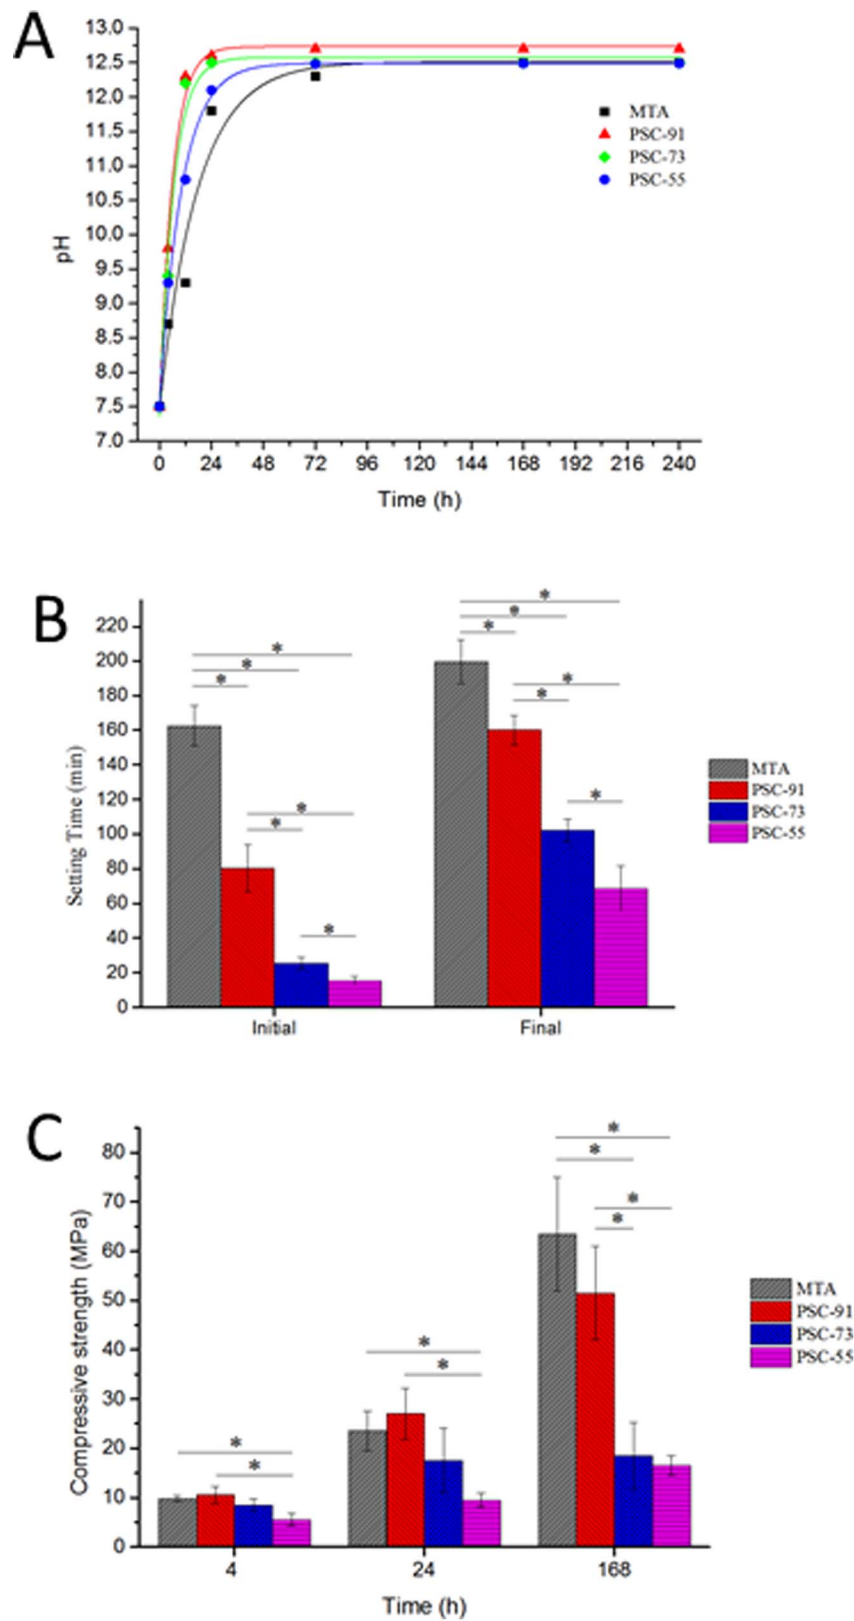 A
13.0
12.5
12.0
11.5
11.0
10.5
10.0
9.5
9.0
8.5
8.0
7.5
7.0
pH
MTA
PSC-91
PSC-73
PSC-55
0 24 48 72 96 120 144 168 192 216 240
Time (h)
B
220
200
180
160
140
120
100
80
60
40
20
0
Setting Time (min)
* * * * * * * * * * * *
MTA
PSC-91
PSC-73
PSC-55
Initial Final
C
80
70
60
50
40
30
20
10
0
Compressive strength (MPa)
* * * * * * * *
MTA
PSC-91
PSC-73
PSC-55
4 24 168
Time (h)